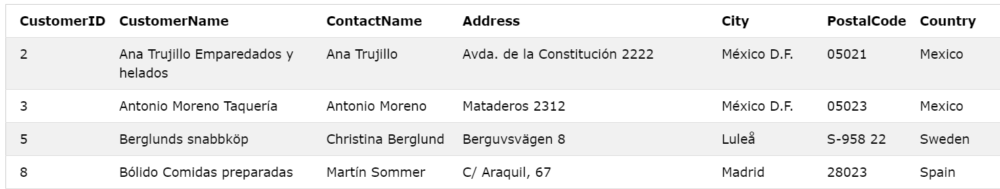 CustomerID CustomerName ContactName Address City PostalCode Country
2 Ana Trujillo Emparedados y helados Ana Trujillo Avda. de la Constitución 2222 México D.F. 05021 Mexico
3 Antonio Moreno Taquería Antonio Moreno Mataderos 2312 México D.F. 05023 Mexico
5 Berglunds snabbköp Christina Berglund Berguvsvägen 8 Luleå S-958 22 Sweden
8 Bólido Comidas preparadas Martín Sommer C/ Araquil, 67 Madrid 28023 Spain